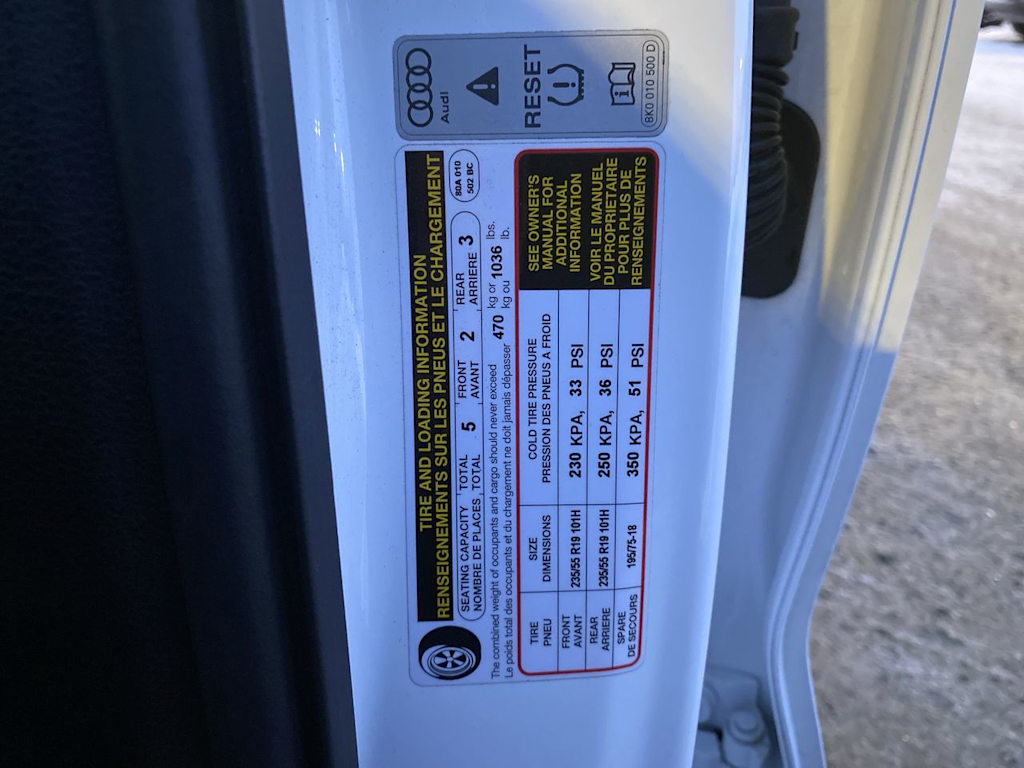 Audi
RESET
8K0 010 500 D
TIRE AND LOADING INFORMATION
RENSEIGNEMENTS SUR LES PNEUS ET LE CHARGEMENT
80A 010
502 BC
SEATING CAPACITY TOTAL 5 FRONT 2 REAR 3
NOMBRE DE PLACES TOTAL AVANT ARRIERE
The combined weight of occupants and cargo should never exceed 470 kg or 1036 lbs.
Le poids total des occupants et du chargement ne doit jamais dépasser kg ou lb.
TIRE SIZE COLD TIRE PRESSURE
PNEU DIMENSIONS PRESSION DES PNEUS A FROID
FRONT
AVANT 235/55 R19 101H 230 KPA, 33 PSI
REAR
ARRIERE 235/55 R19 101H 250 KPA, 36 PSI
SPARE
DE SECOURS 195/75-18 350 KPA, 51 PSI
SEE OWNER'S
MANUAL FOR
ADDITIONAL
INFORMATION
VOIR LE MANUEL
DU PROPRIETAIRE
POUR PLUS DE
RENSEIGNEMENTS